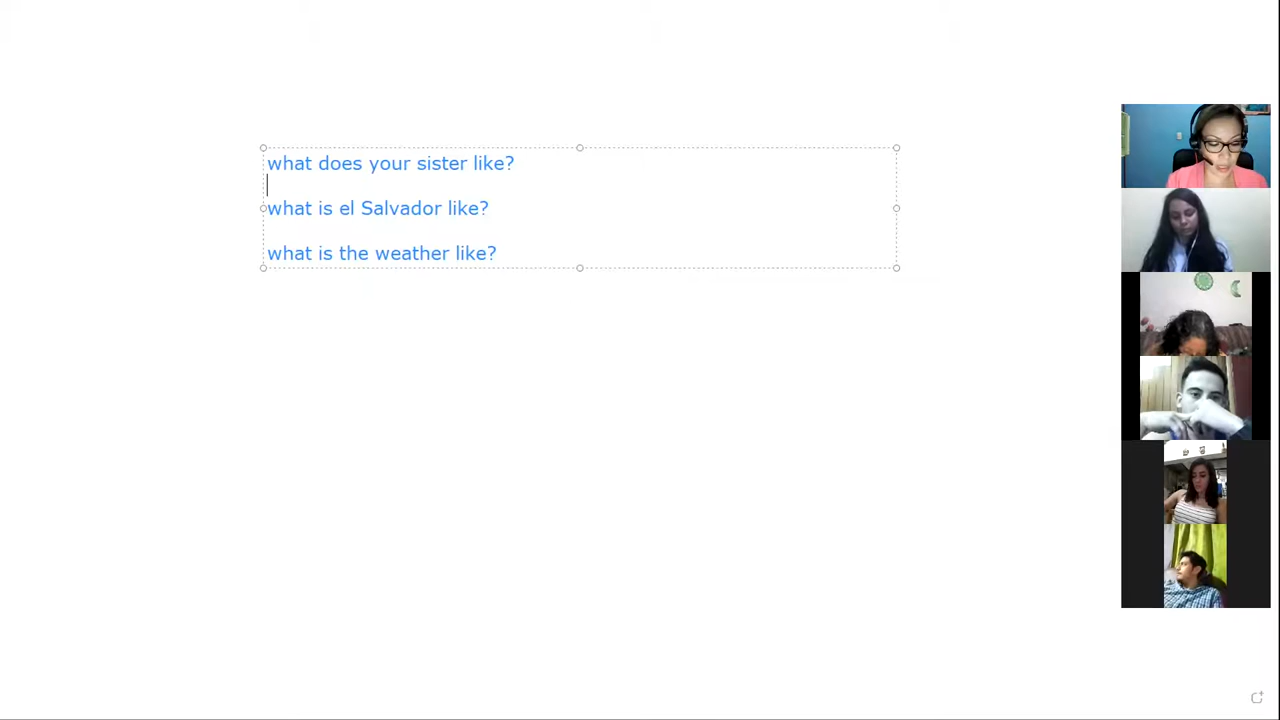 what does your sister like?
what is el Salvador like?
what is the weather like?